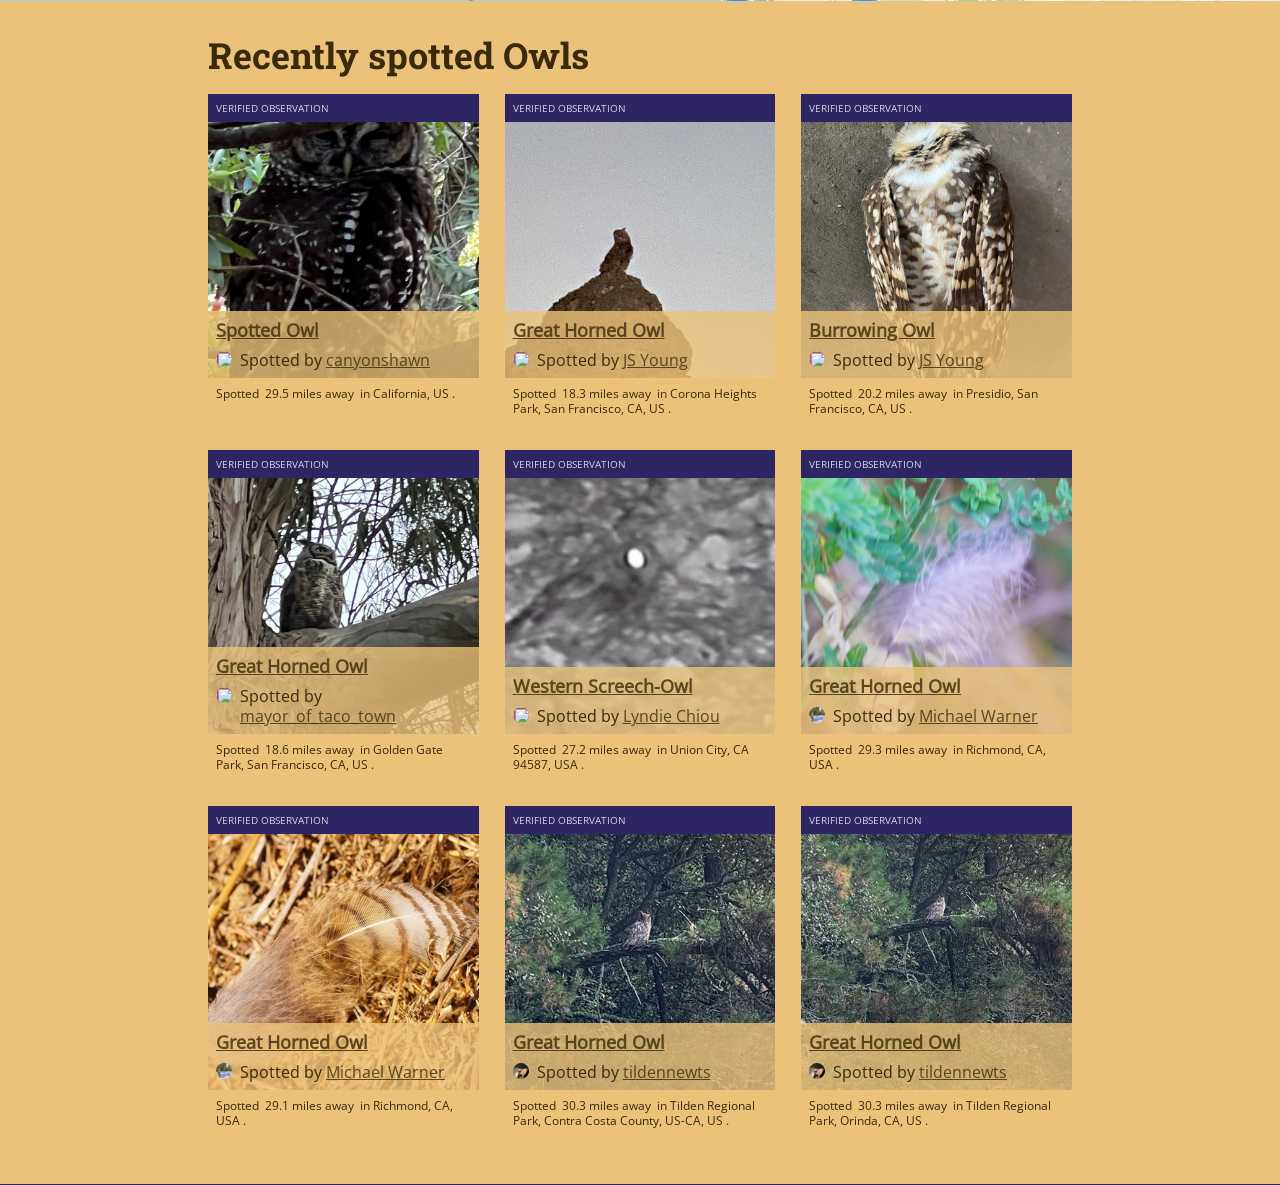 Recently spotted Owls
VERIFIED OBSERVATION
Spotted Owl
Spotted by canyonshawn
Spotted 29.5 miles away in California, US .
VERIFIED OBSERVATION
Great Horned Owl
Spotted by JS Young
Spotted 18.3 miles away in Corona Heights
Park, San Francisco, CA, US .
VERIFIED OBSERVATION
Burrowing Owl
Spotted by JS Young
Spotted 20.2 miles away in Presidio, San
Francisco, CA, US .
VERIFIED OBSERVATION
Great Horned Owl
Spotted by
mayor_of_taco_town
Spotted 18.6 miles away in Golden Gate
Park, San Francisco, CA, US .
VERIFIED OBSERVATION
Western Screech-Owl
Spotted by Lyndie Chiou
Spotted 27.2 miles away in Union City, CA
94587, USA .
VERIFIED OBSERVATION
Great Horned Owl
Spotted by Michael Warner
Spotted 29.3 miles away in Richmond, CA,
USA .
VERIFIED OBSERVATION
Great Horned Owl
Spotted by Michael Warner
Spotted 29.1 miles away in Richmond, CA,
USA .
VERIFIED OBSERVATION
Great Horned Owl
Spotted by tildennewts
Spotted 30.3 miles away in Tilden Regional
Park, Contra Costa County, US-CA, US .
VERIFIED OBSERVATION
Great Horned Owl
Spotted by tildennewts
Spotted 30.3 miles away in Tilden Regional
Park, Orinda, CA, US .